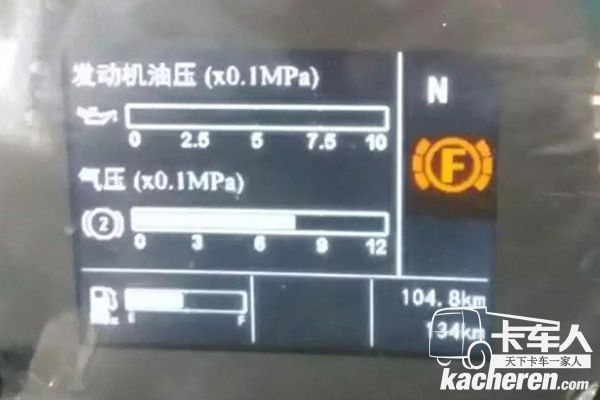 发动机油压 (x0.1MPa)
N
0 2.5 5 7.5 10
F
气压 (x0.1MPa)
2
0 3 6 9 12
E F
104.8km
134km
卡车人
天下卡车一家人
kacheren.com